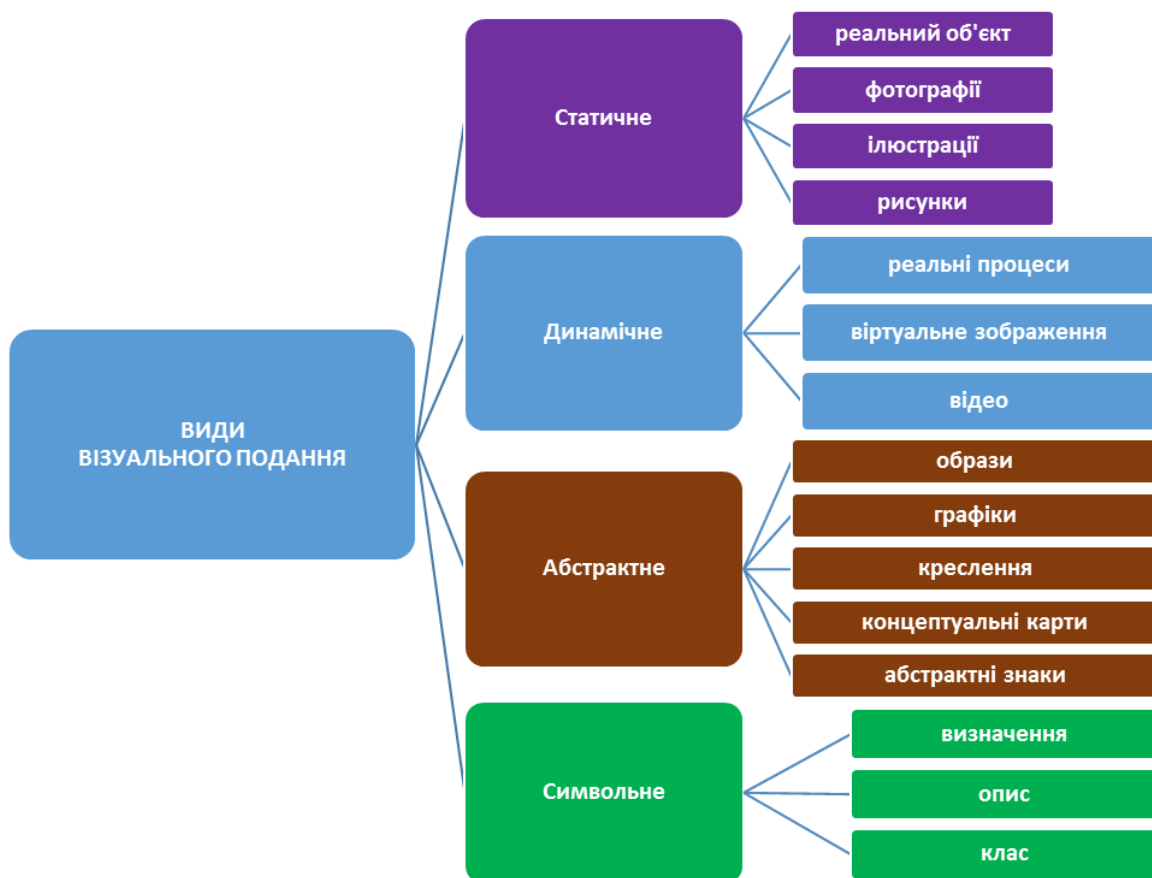 ВИДИ
ВІЗУАЛЬНОГО ПОДАННЯ
Статичне
реальний об'єкт
фотографії
ілюстрації
рисунки
Динамічне
реальні процеси
віртуальне зображення
відео
Абстрактне
образи
графіки
креслення
концептуальні карти
абстрактні знаки
Символьне
визначення
опис
клас